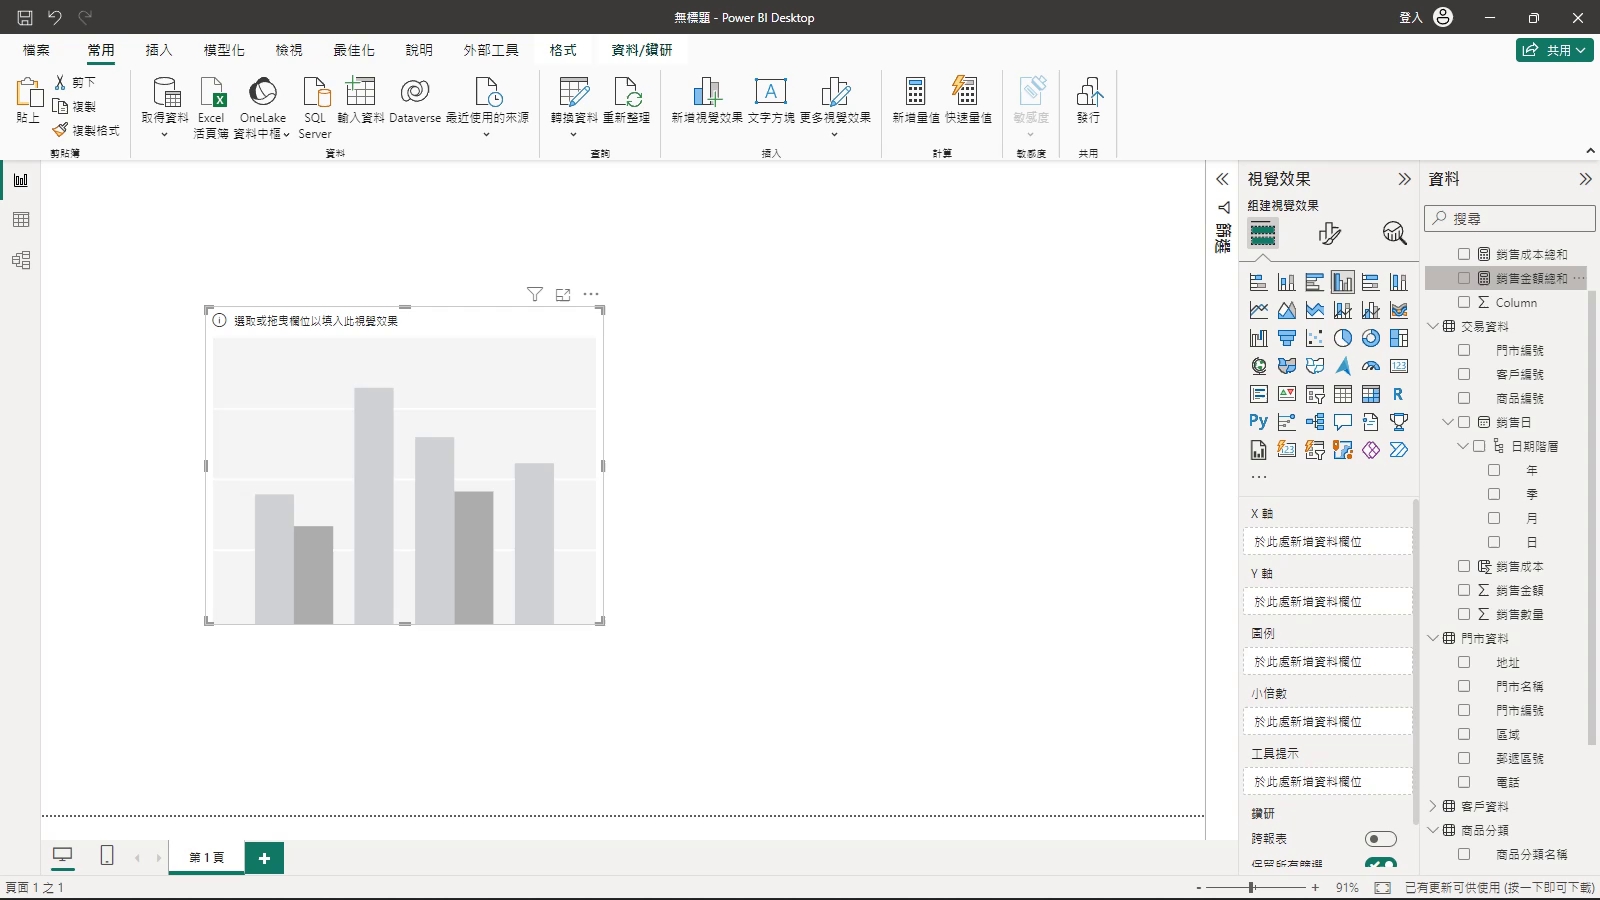 無標題 - Power BI Desktop
登入
檔案 常用 插入 模型化 檢視 最佳化 說明 外部工具 格式 資料/鑽研
共用
貼上
剪下
複製
複製格式
剪貼簿
取得資料
Excel 活頁簿
OneLake 資料中樞
SQL Server
輸入資料
Dataverse
最近使用的來源
資料
轉換資料
重新整理
查詢
新增視覺效果
文字方塊
更多視覺效果
插入
新增量值
快速量值
計算
敏感度
敏感度
發行
共用
選取或拖曳欄位以填入此視覺效果
篩選
視覺效果
組建視覺效果
R
Py
123
123
X 軸
於此處新增資料欄位
Y 軸
於此處新增資料欄位
圖例
於此處新增資料欄位
小倍數
於此處新增資料欄位
工具提示
於此處新增資料欄位
鑽研
跨報表
保留所有篩選
資料
搜尋
銷售成本總和
銷售金額總和
Column
交易資料
門市編號
客戶編號
商品編號
銷售日
日期階層
年
季
月
日
銷售成本
銷售金額
銷售數量
門市資料
地址
門市名稱
門市編號
區域
郵遞區號
電話
客戶資料
商品分類
商品分類名稱
第 1 頁
頁面 1 之 1
91%
已有更新可供使用 (按一下即可下載)